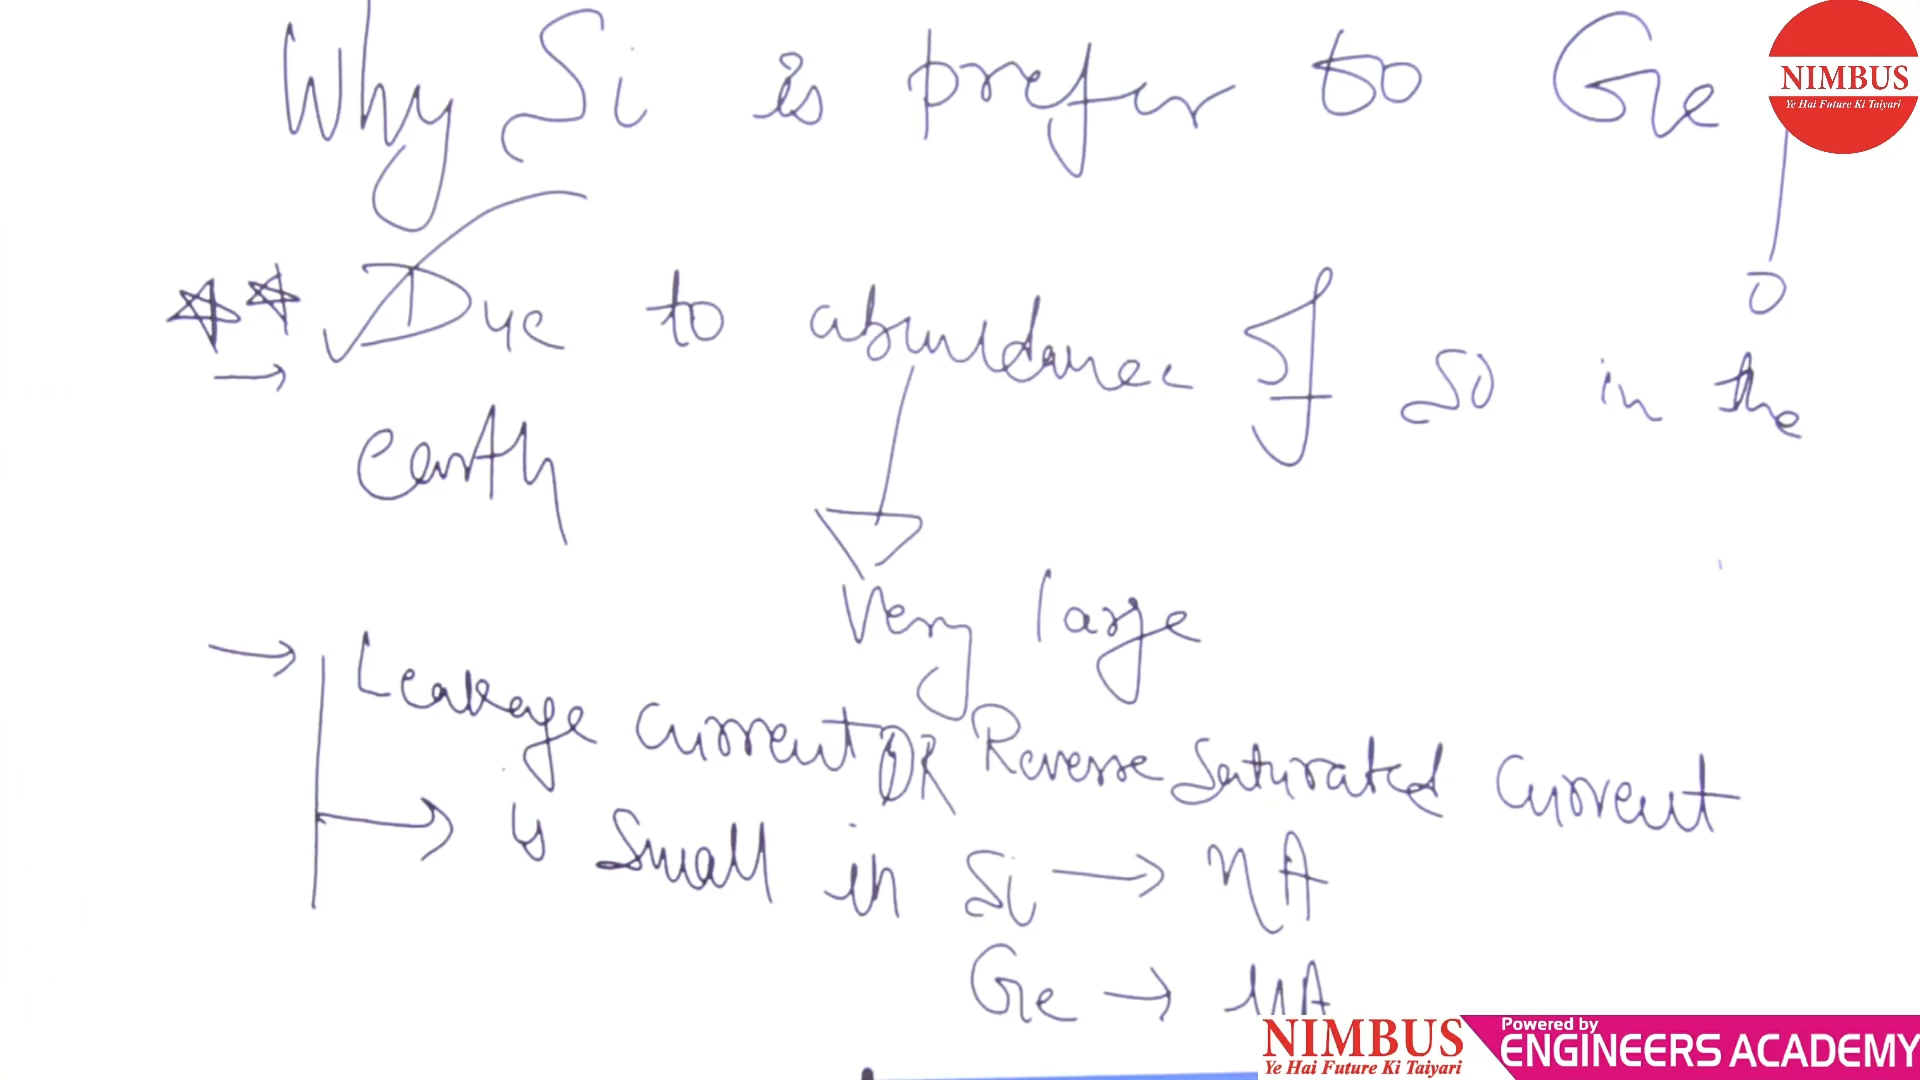 Why Si is prefer to Ge
NIMBUS
Ye Hai Future Ki Taiyari
Due to abundance of Si in the
earth
Very large
Leakage current OR Reverse Saturated Current
is Small in Si → nA
Ge → μA
NIMBUS
Ye Hai Future Ki Taiyari
Powered by
ENGINEERS ACADEMY